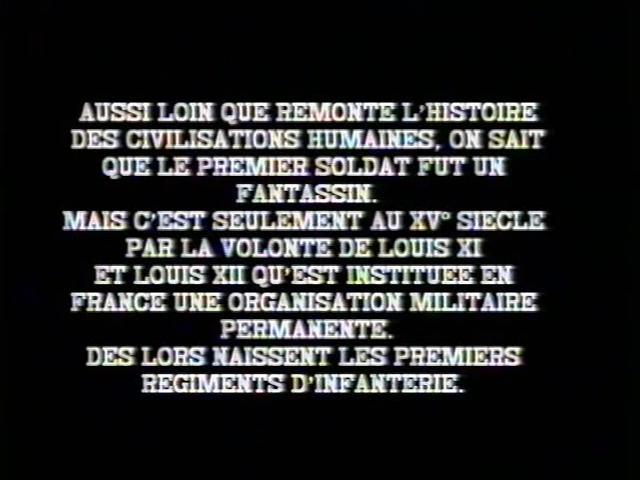 AUSSI LOIN QUE REMONTE L'HISTOIRE
DES CIVILISATIONS HUMAINES, ON SAIT
QUE LE PREMIER SOLDAT FUT UN
FANTASSIN.
MAIS C'EST SEULEMENT AU XV° SIECLE
PAR LA VOLONTE DE LOUIS XI
ET LOUIS XII QU'EST INSTITUEE EN
FRANCE UNE ORGANISATION MILITAIRE
PERMANENTE.
DES LORS NAISSENT LES PREMIERS
REGIMENTS D'INFANTERIE.